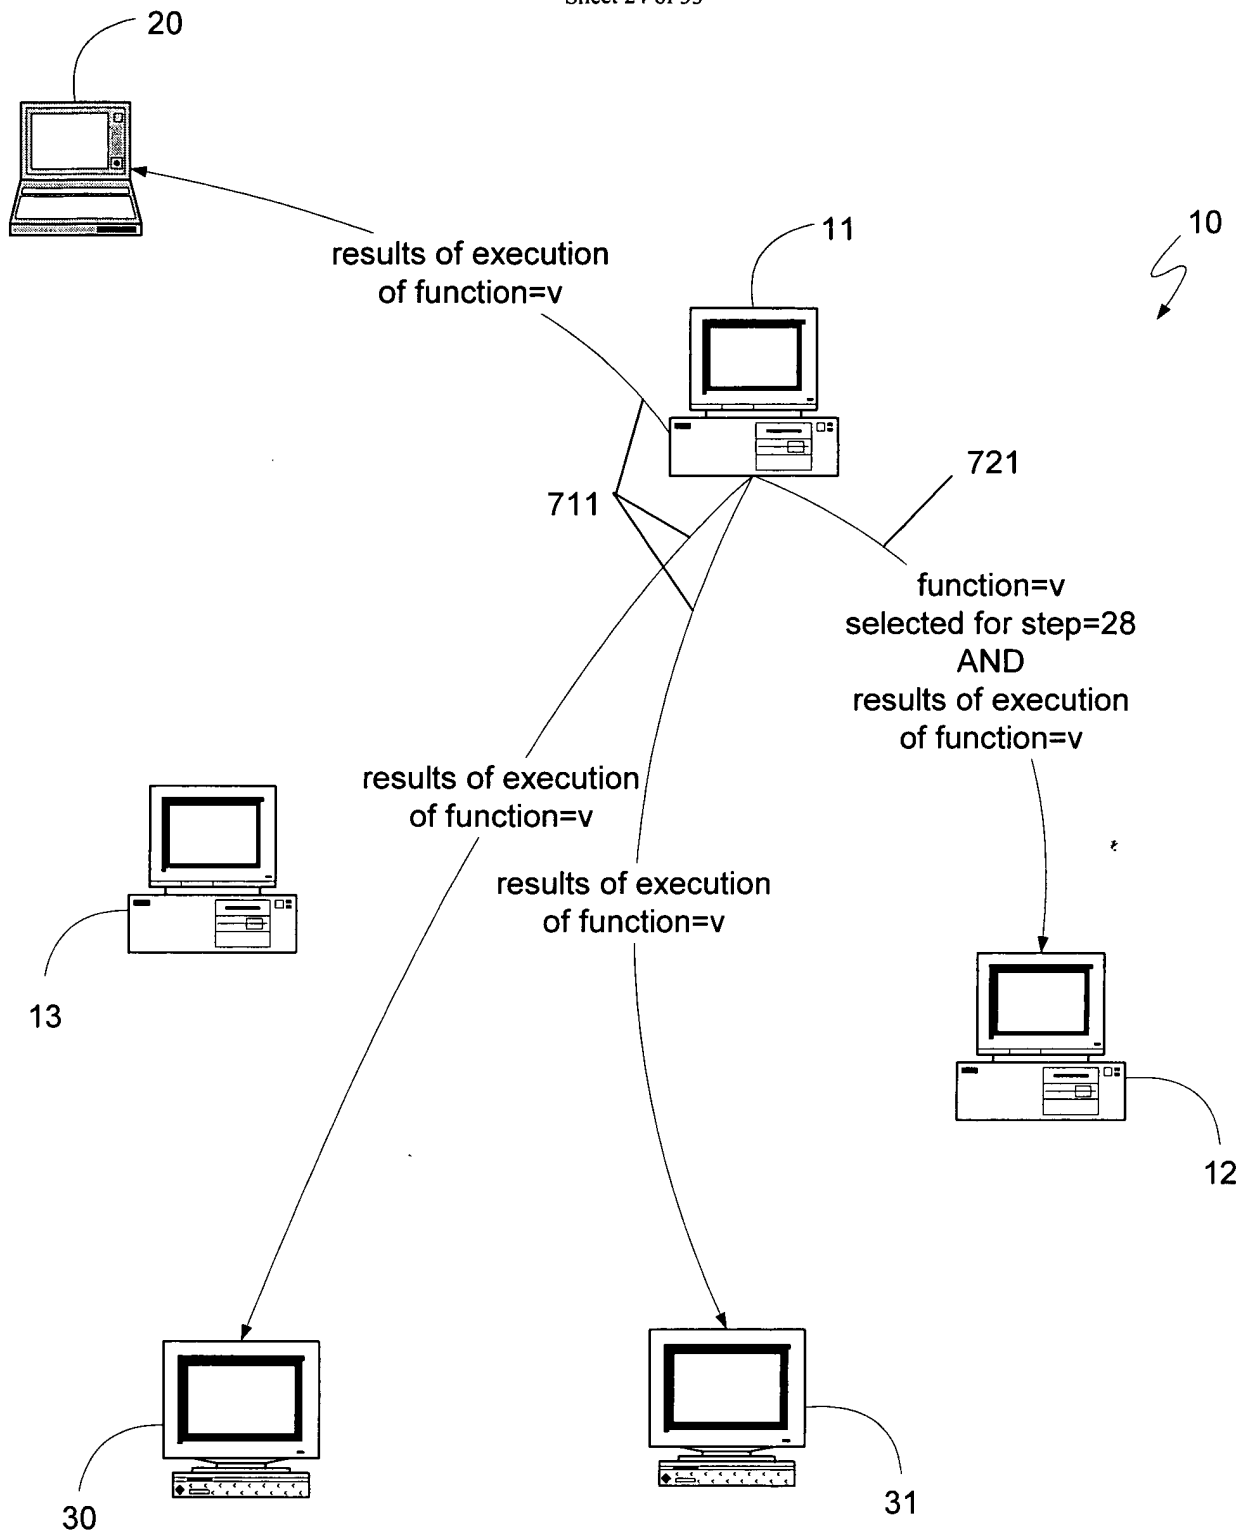 20
results of execution
of function=v
11
10
711
721
function=v
selected for step=28
AND
results of execution
of function=v
results of execution
of function=v
results of execution
of function=v
13
12
30
31